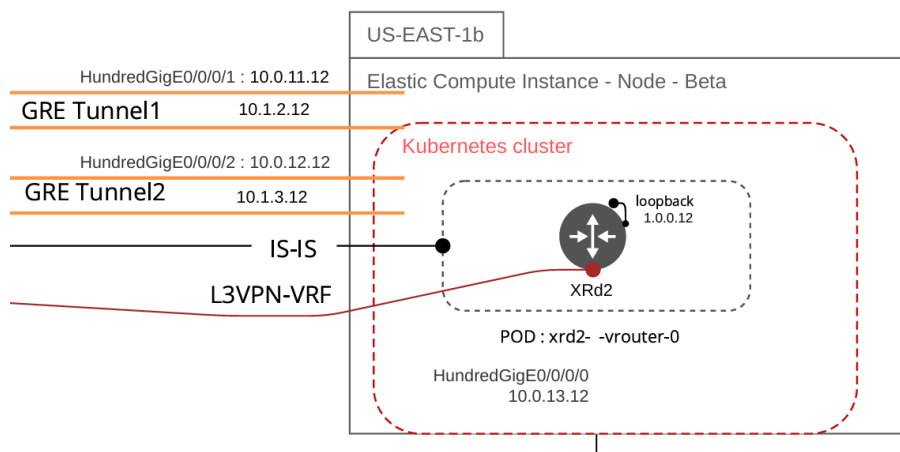 US-EAST-1b
Elastic Compute Instance - Node - Beta
HundredGigE0/0/0/1 : 10.0.11.12
GRE Tunnel1 10.1.2.12
Kubernetes cluster
HundredGigE0/0/0/2 : 10.0.12.12
GRE Tunnel2 10.1.3.12
loopback
1.0.0.12
IS-IS
XRd2
L3VPN-VRF
POD : xrd2- -vrouter-0
HundredGigE0/0/0/0
10.0.13.12